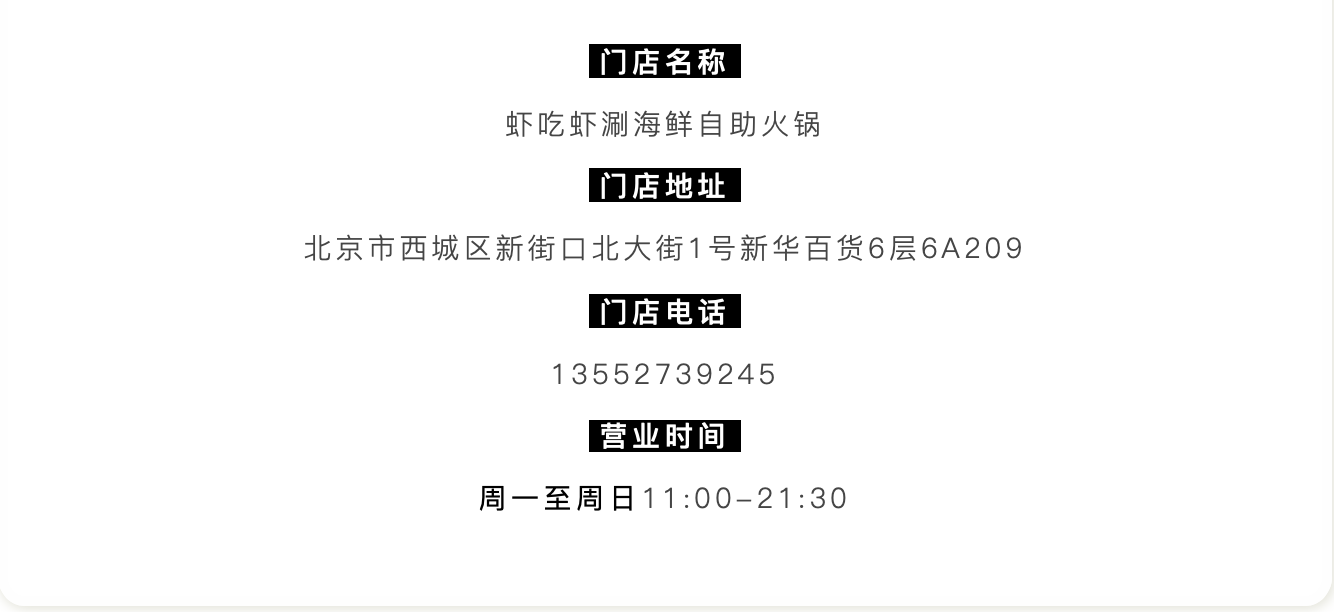 门店名称
虾吃虾涮海鲜自助火锅
门店地址
北京市西城区新街口北大街1号新华百货6层6A209
门店电话
13552739245
营业时间
周一至周日11:00–21:30